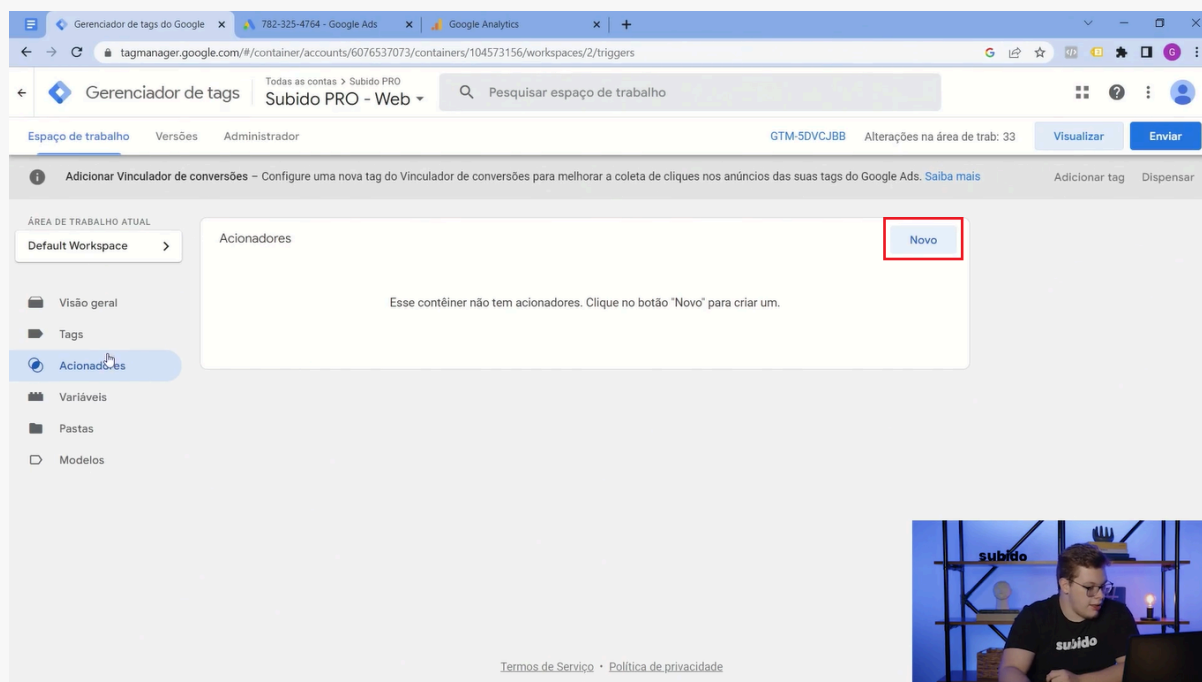 Gerenciador de tags do Google
782-325-4764 - Google Ads
Google Analytics
tagmanager.google.com/#/container/accounts/6076537073/containers/104573156/workspaces/2/triggers
G
Gerenciador de tags
Todas as contas > Subido PRO
Subido PRO - Web
Pesquisar espaço de trabalho
Espaço de trabalho
Versões
Administrador
GTM-5DVCJBB
Alterações na área de trab: 33
Visualizar
Enviar
Adicionar Vinculador de conversões – Configure uma nova tag do Vinculador de conversões para melhorar a coleta de cliques nos anúncios das suas tags do Google Ads. Saiba mais
Adicionar tag
Dispensar
ÁREA DE TRABALHO ATUAL
Default Workspace
Acionadores
Novo
Esse contêiner não tem acionadores. Clique no botão "Novo" para criar um.
Visão geral
Tags
Acionadores
Variáveis
Pastas
Modelos
subido
subido
Termos de Serviço • Política de privacidade